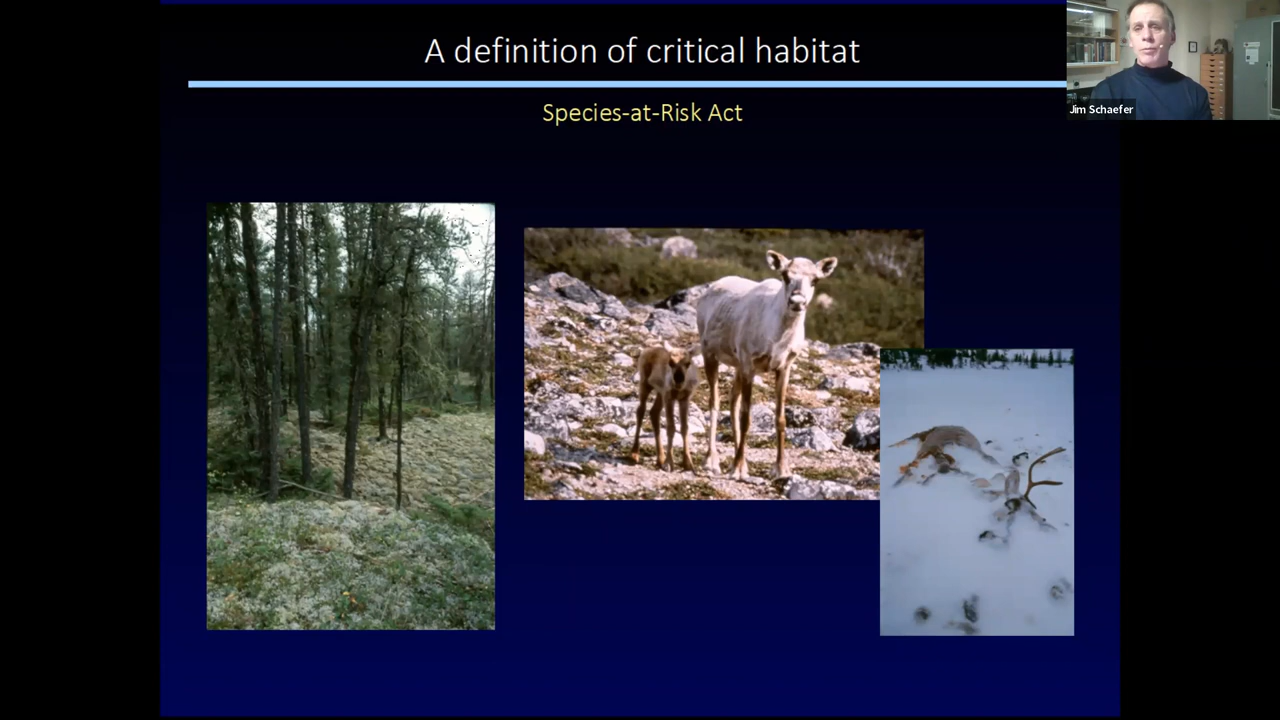 A definition of critical habitat
Species-at-Risk Act
Jim Schaefer